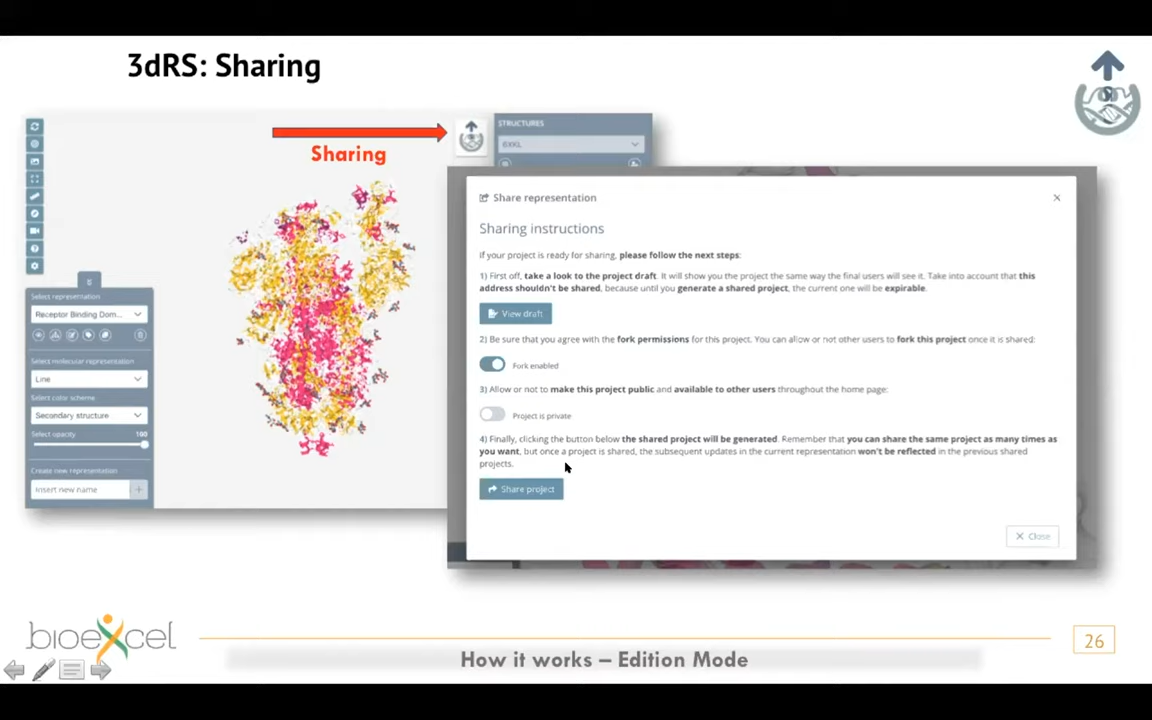 3dRS: Sharing
Sharing
STRUCTURES
6XKL
Select representation
Receptor Binding Dom...
Select molecular representation
Line
Select color scheme
Secondary structure
Select opacity
100
Create new representation
Insert new name
+
Share representation
×
Sharing instructions
If your project is ready for sharing, please follow the next steps:
1) First off, take a look to the project draft. It will show you the project the same way the final users will see it. Take into account that this
address shouldn't be shared, because until you generate a shared project, the current one will be expirable.
View draft
2) Be sure that you agree with the fork permissions for this project. You can allow or not other users to fork this project once it is shared:
Fork enabled
3) Allow or not to make this project public and available to other users throughout the home page:
Project is private
4) Finally, clicking the button below the shared project will be generated. Remember that you can share the same project as many times as
you want, but once a project is shared, the subsequent updates in the current representation won't be reflected in the previous shared
projects.
Share project
× Close
bioexcel
26
How it works – Edition Mode